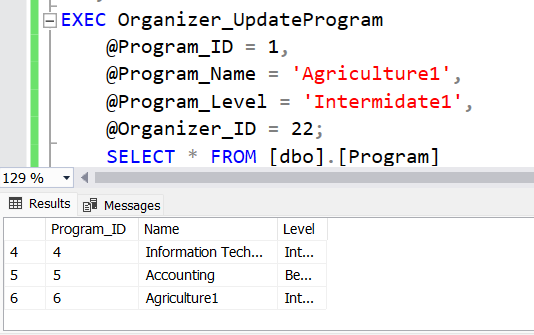 EXEC Organizer_UpdateProgram
@Program_ID = 1,
@Program_Name = 'Agriculture1',
@Program_Level = 'Intermidate1',
@Organizer_ID = 22;
SELECT * FROM [dbo].[Program]
129 %
Results Messages
Program_ID Name Level
4 4 Information Tech... Int...
5 5 Accounting Be...
6 6 Agriculture1 Int...